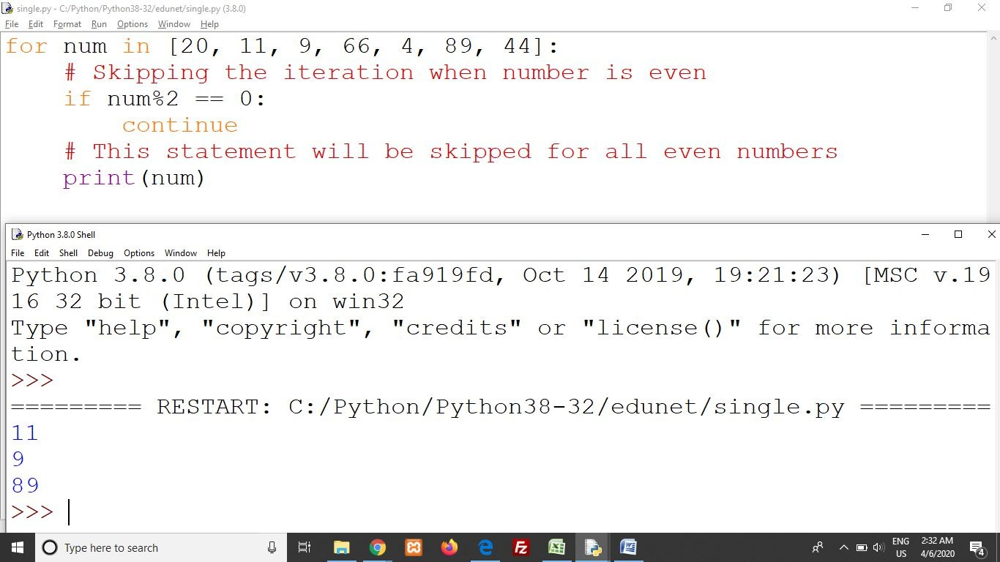 single.py - C:/Python/Python38-32/edunet/single.py (3.8.0)
File Edit Format Run Options Window Help
for num in [20, 11, 9, 66, 4, 89, 44]:
    # Skipping the iteration when number is even
    if num%2 == 0:
        continue
    # This statement will be skipped for all even numbers
    print(num)
Python 3.8.0 Shell
File Edit Shell Debug Options Window Help
Python 3.8.0 (tags/v3.8.0:fa919fd, Oct 14 2019, 19:21:23) [MSC v.19
16 32 bit (Intel)] on win32
Type "help", "copyright", "credits" or "license()" for more informa
tion.
>>>
========= RESTART: C:/Python/Python38-32/edunet/single.py =========
11
9
89
>>>
Type here to search
ENG 2:32 AM
US 4/6/2020
4